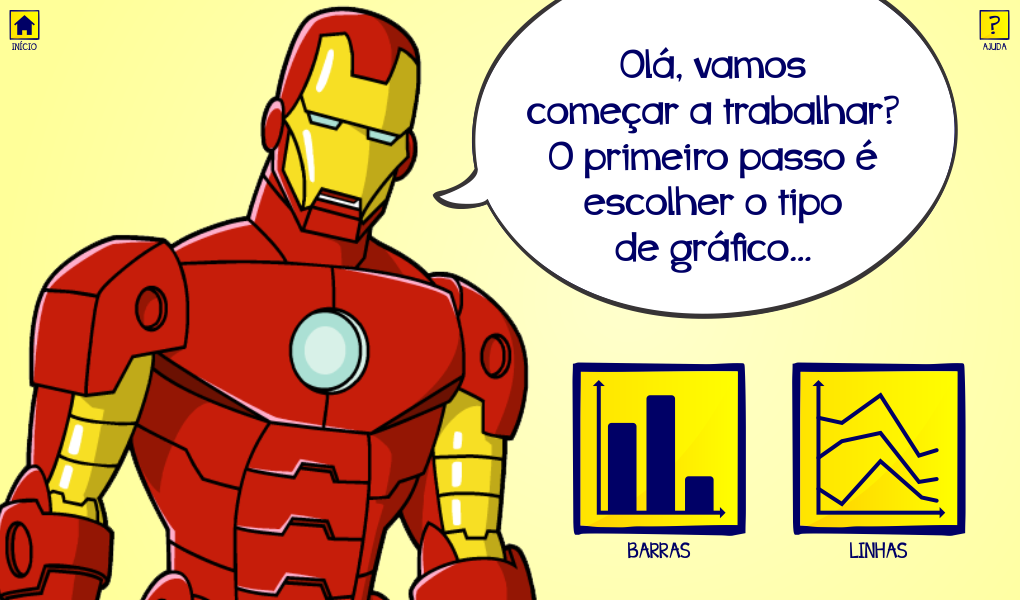 INÍCIO
?
AJUDA
Olá, vamos
começar a trabalhar?
O primeiro passo é
escolher o tipo
de gráfico...
BARRAS
LINHAS